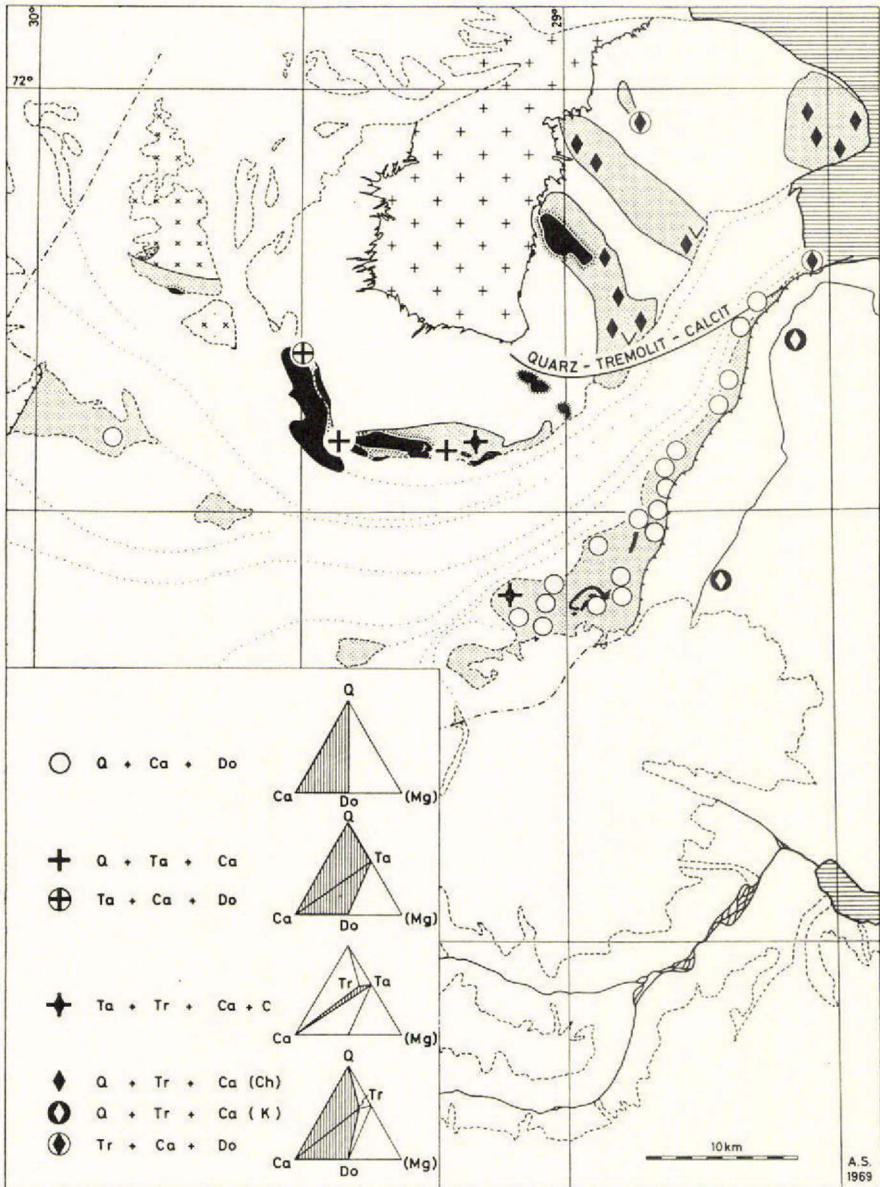 30°
29°
72°
QUARZ - TREMOLIT - CALCIT
Q
Q + Ca + Do
Ca
Do
(Mg)
Q
Q + Ta + Ca
Ta
Ta + Ca + Do
Ca
Do
(Mg)
Tr
Ta
Ta + Tr + Ca + C
Ca
(Mg)
Q
Q + Tr + Ca (Ch)
Tr
Q + Tr + Ca (K)
Tr + Ca + Do
Ca
Do
(Mg)
10km
A.S.
1969